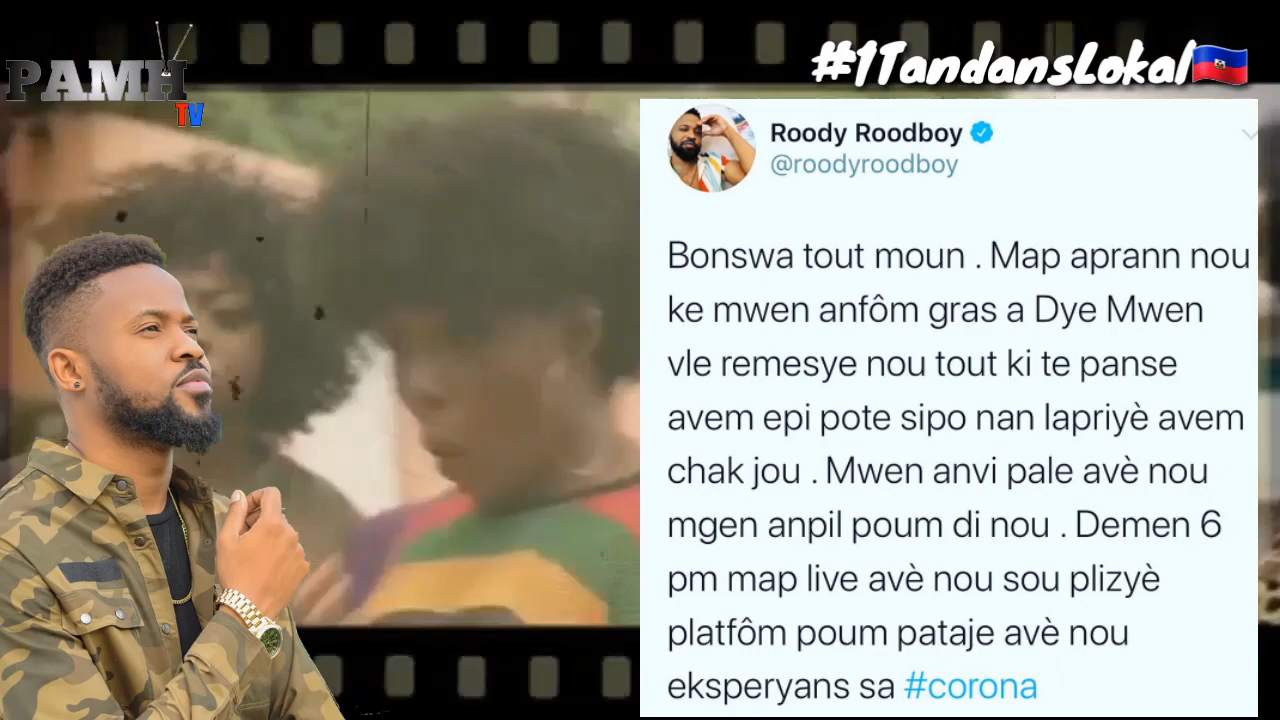 PAMH
TV
#1TandansLokal
Roody Roodboy
@roodyroodboy
Bonswa tout moun . Map aprann nou
ke mwen anfôm gras a Dye Mwen
vle remesye nou tout ki te panse
avem epi pote sipo nan lapriyè avem
chak jou . Mwen anvi pale avè nou
mgen anpil poum di nou . Demen 6
pm map live avè nou sou plizyè
platfôm poum pataje avè nou
eksperyans sa #corona